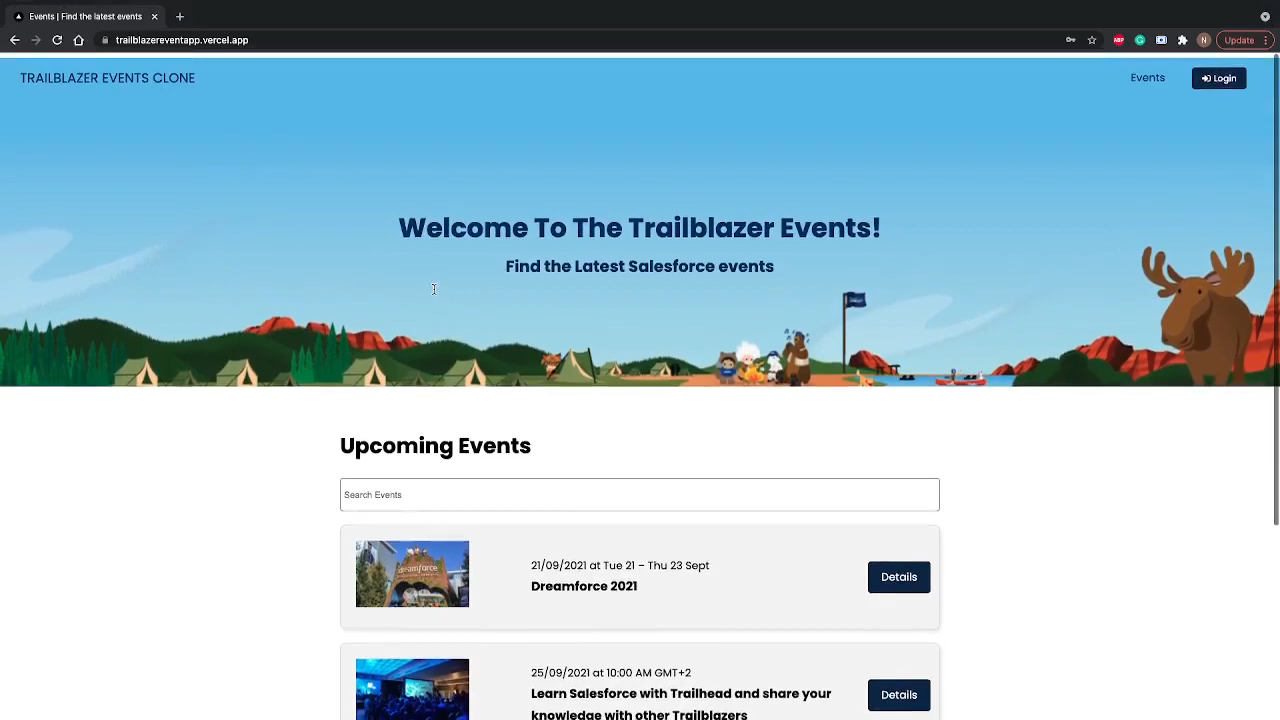 Events | Find the latest events
trailblazereventapp.vercel.app
ABP
N
Update
TRAILBLAZER EVENTS CLONE
Events
Login
Welcome To The Trailblazer Events!
Find the Latest Salesforce events
Upcoming Events
Search Events
dreamforce
21/09/2021 at Tue 21 – Thu 23 Sept
Dreamforce 2021
Details
25/09/2021 at 10:00 AM GMT+2
Learn Salesforce with Trailhead and share your
knowledge with other Trailblazers
Details